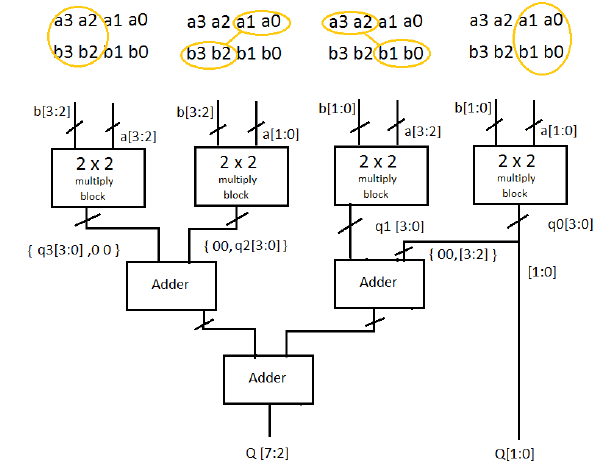 a3 a2 a1 a0 a3 a2 a1 a0 a3 a2 a1 a0 a3 a2 a1 a0
b3 b2 b1 b0 b3 b2 b1 b0 b3 b2 b1 b0 b3 b2 b1 b0
b[3:2] b[3:2] b[1:0] b[1:0]
a[3:2] a[1:0] a[3:2] a[1:0]
2 x 2 2 x 2 2 x 2 2 x 2
multiply multiply multiply multiply
block block block block
q1 [3:0] q0[3:0]
{ q3[3:0] ,0 0 } { 00, q2[3:0] } { 00,[3:2] }
[1:0]
Adder Adder
Adder
Q [7:2] Q[1:0]